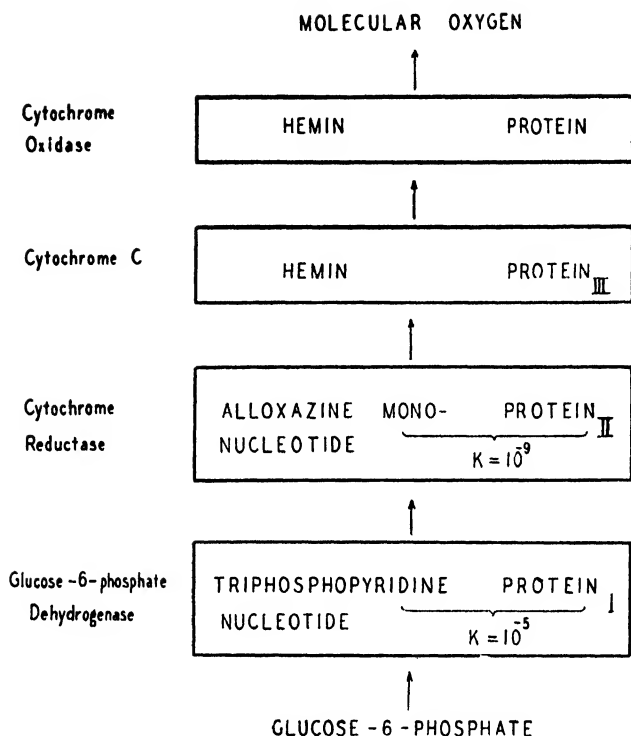 MOLECULAR OXYGEN
Cytochrome
Oxidase
HEMIN PROTEIN
Cytochrome C
HEMIN PROTEIN III
Cytochrome
Reductase
ALLOXAZINE MONO- PROTEIN II
NUCLEOTIDE
K = 10^-9
Glucose-6-phosphate
Dehydrogenase
TRIPHOSPHOPYRIDINE PROTEIN I
NUCLEOTIDE
K = 10^-5
GLUCOSE-6-PHOSPHATE